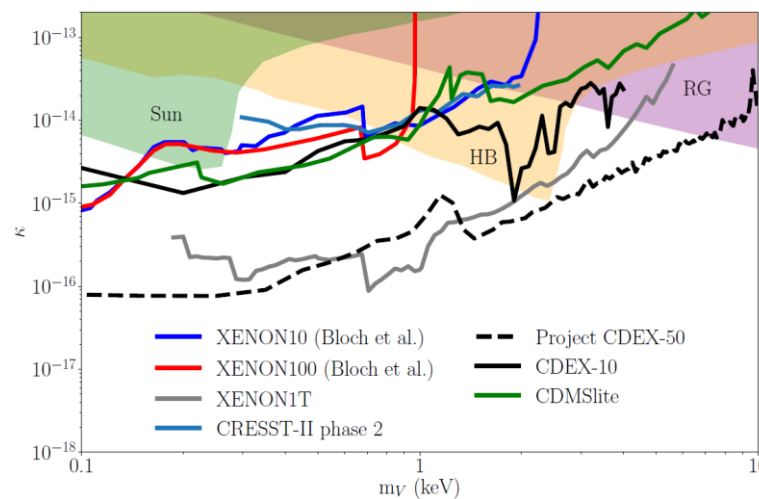 10⁻¹³
10⁻¹⁴
10⁻¹⁵
10⁻¹⁶
10⁻¹⁷
10⁻¹⁸
κ
Sun
HB
RG
XENON10 (Bloch et al.)
XENON100 (Bloch et al.)
XENON1T
CRESST-II phase 2
Project CDEX-50
CDEX-10
CDMSlite
0.1 1 10
m_V (keV)